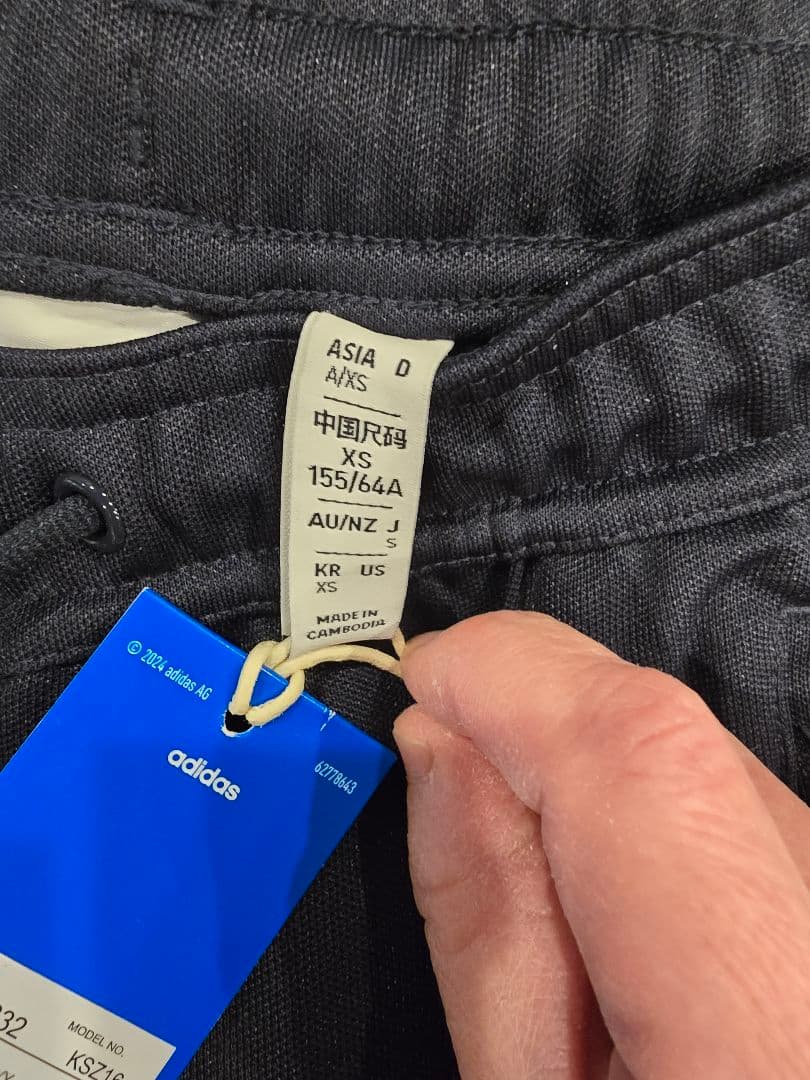 ASIA D
A/XS
中国尺码
XS
155/64A
AU/NZ J
S
KR US
XS
MADE IN
CAMBODIA
© 2024 adidas AG
adidas
62778643
MODEL NO.